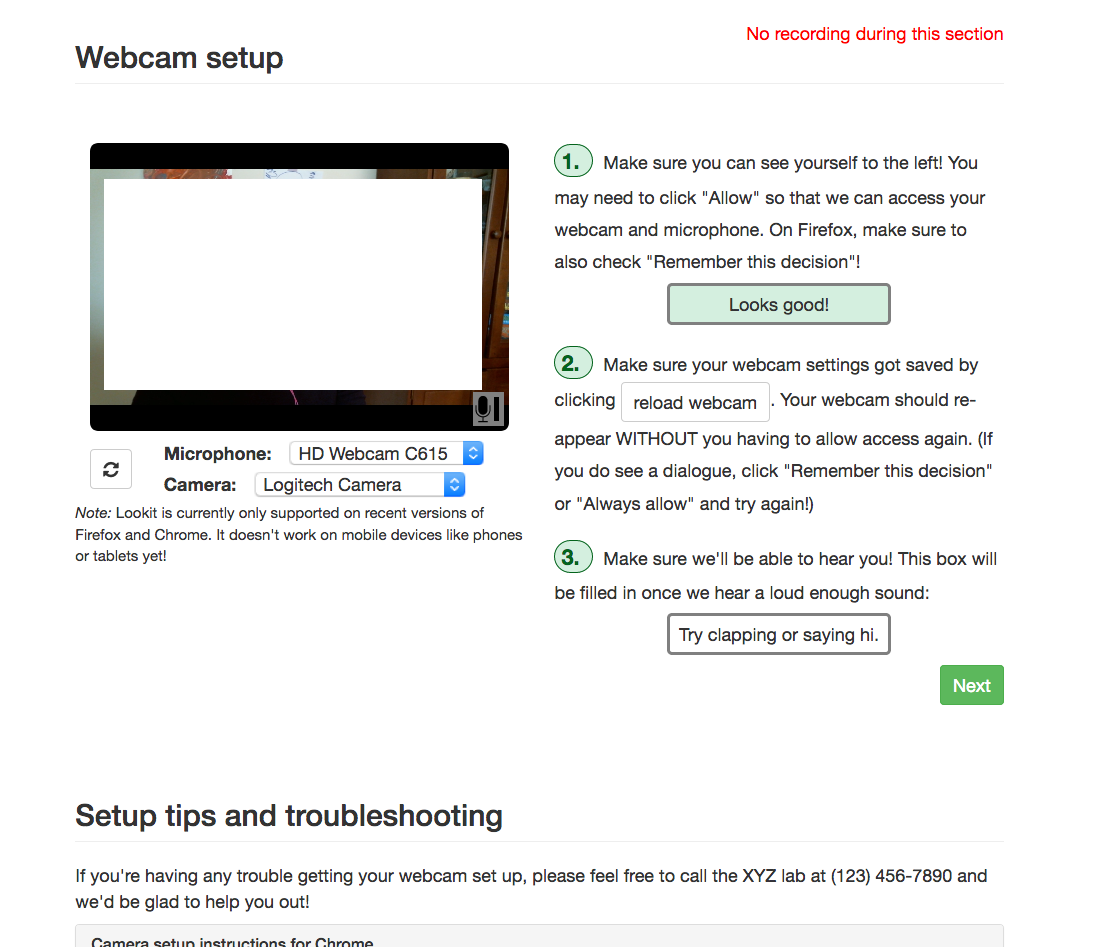 No recording during this section
Webcam setup
1. Make sure you can see yourself to the left! You
may need to click "Allow" so that we can access your
webcam and microphone. On Firefox, make sure to
also check "Remember this decision"!
Looks good!
2. Make sure your webcam settings got saved by
clicking reload webcam. Your webcam should re-
appear WITHOUT you having to allow access again. (If
you do see a dialogue, click "Remember this decision"
or "Always allow" and try again!)
3. Make sure we'll be able to hear you! This box will
be filled in once we hear a loud enough sound:
Try clapping or saying hi.
Next
Microphone: HD Webcam C615
Camera: Logitech Camera
Note: Lookit is currently only supported on recent versions of
Firefox and Chrome. It doesn't work on mobile devices like phones
or tablets yet!
Setup tips and troubleshooting
If you're having any trouble getting your webcam set up, please feel free to call the XYZ lab at (123) 456-7890 and
we'd be glad to help you out!
Camera setup instructions for Chrome